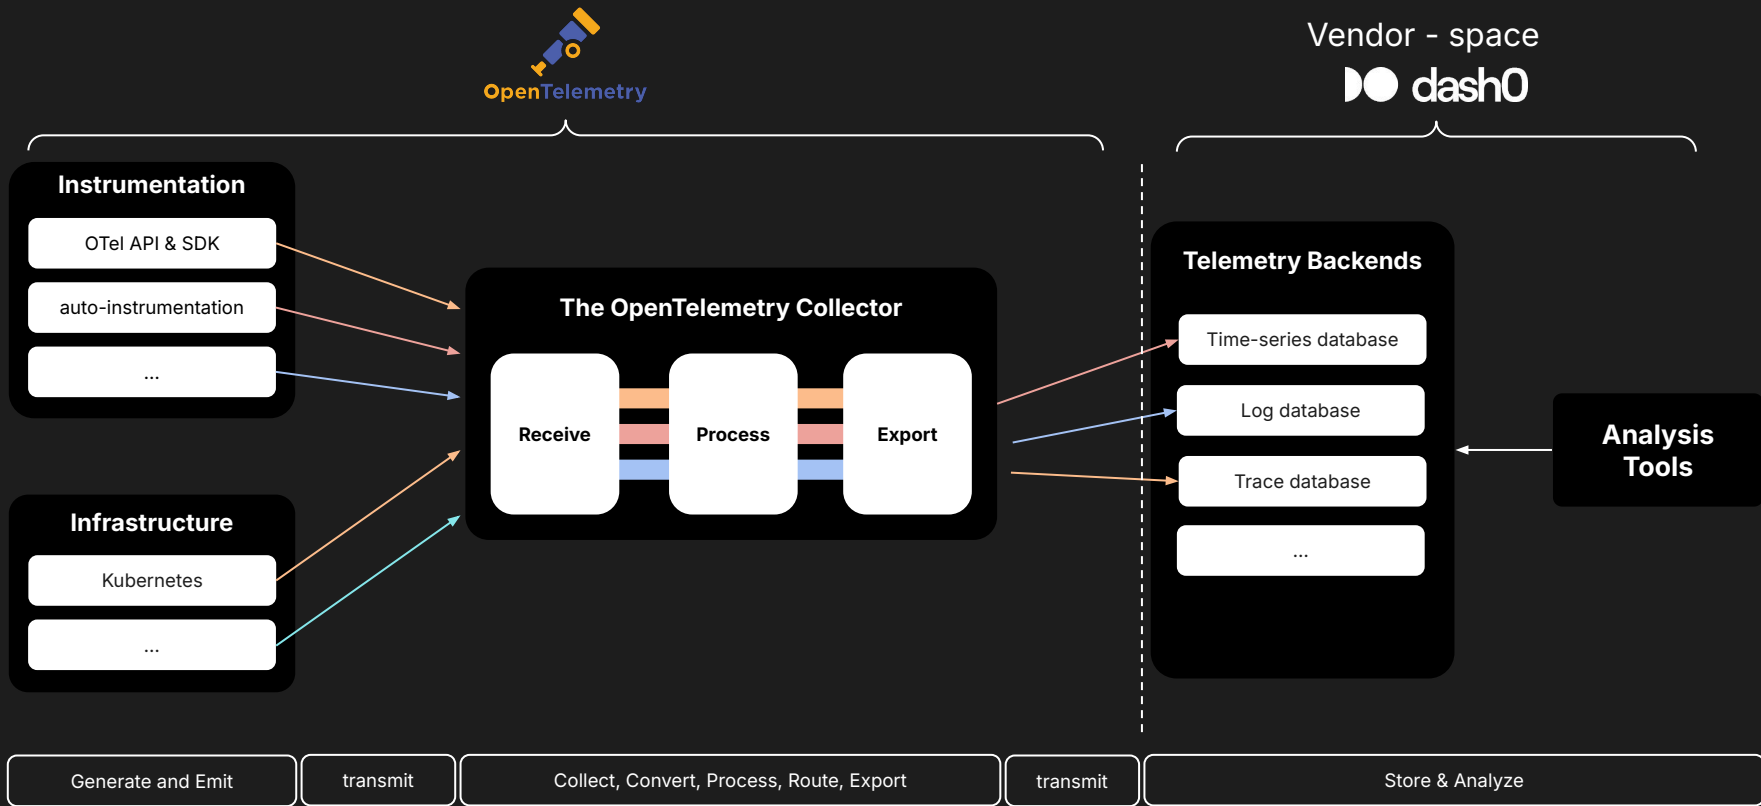 OpenTelemetry
Vendor - space
dash0
Instrumentation
OTel API & SDK
auto-instrumentation
...
Infrastructure
Kubernetes
...
The OpenTelemetry Collector
Receive
Process
Export
Telemetry Backends
Time-series database
Log database
Trace database
...
Analysis
Tools
Generate and Emit
transmit
Collect, Convert, Process, Route, Export
transmit
Store & Analyze